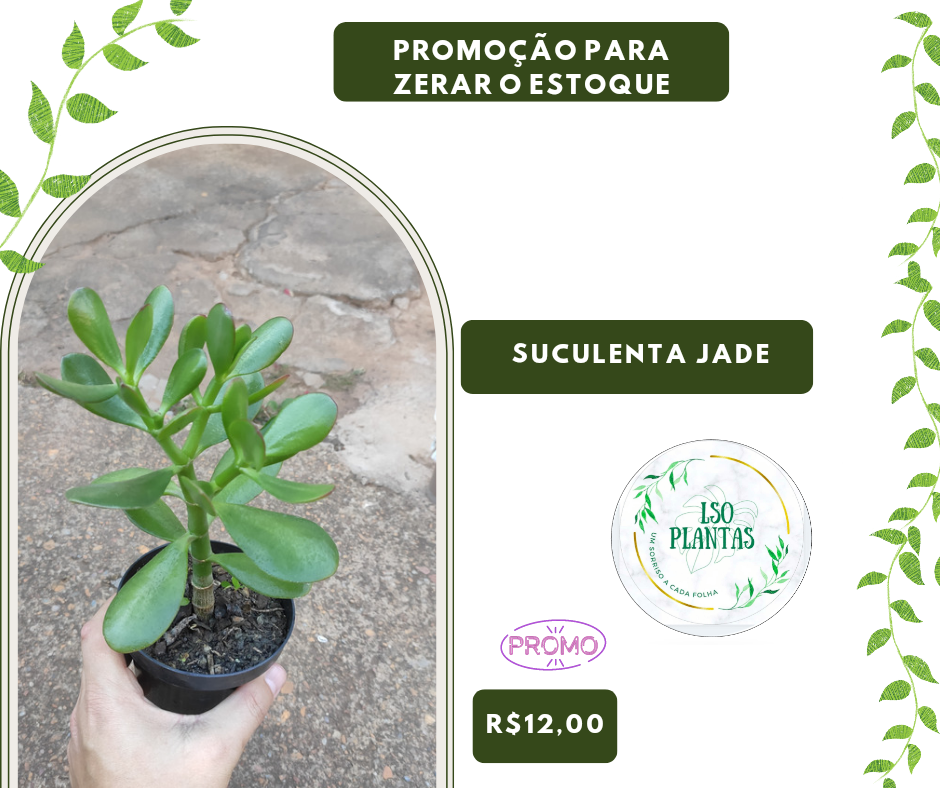 PROMOÇÃO PARA
ZERAR O ESTOQUE
SUCULENTA JADE
LSO
PLANTAS
UM SORRISO A CADA FOLHA
PROMO
R$12,00